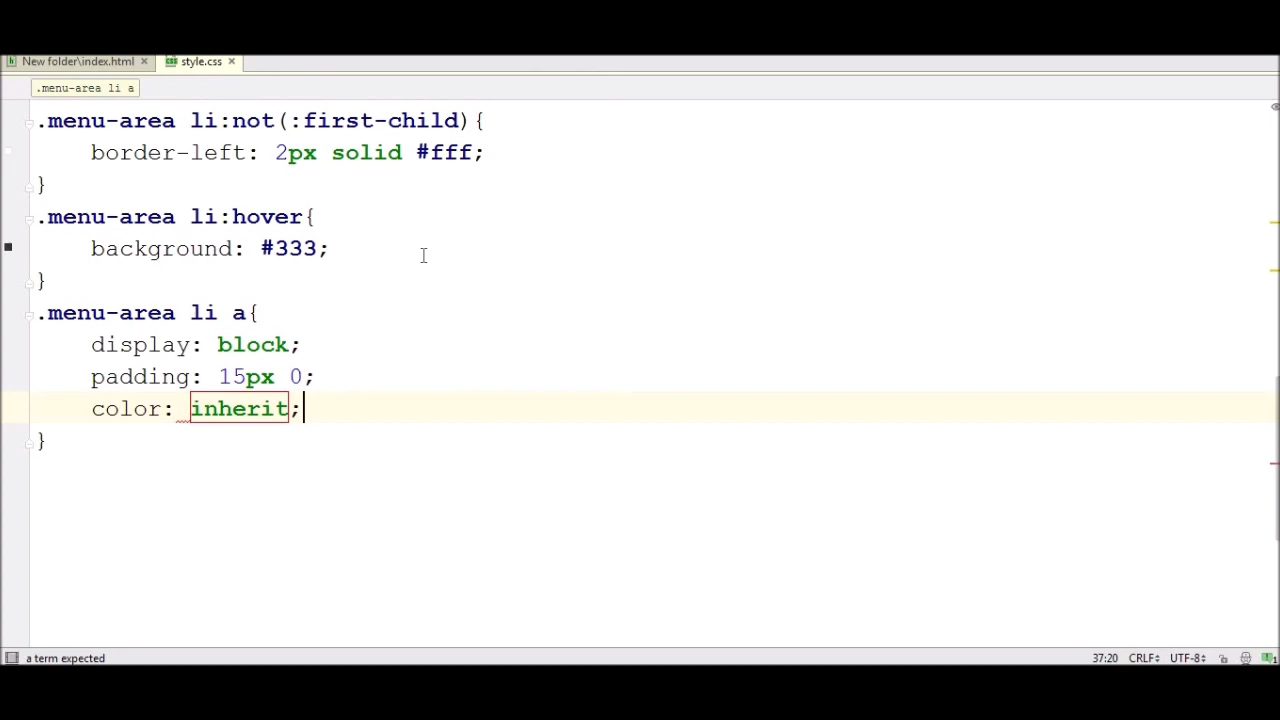 New folder\index.html
style.css
.menu-area li a
.menu-area li:not(:first-child){
border-left: 2px solid #fff;
}
.menu-area li:hover{
background: #333;
}
.menu-area li a{
display: block;
padding: 15px 0;
color: inherit;
}
a term expected
37:20 CRLF UTF-8